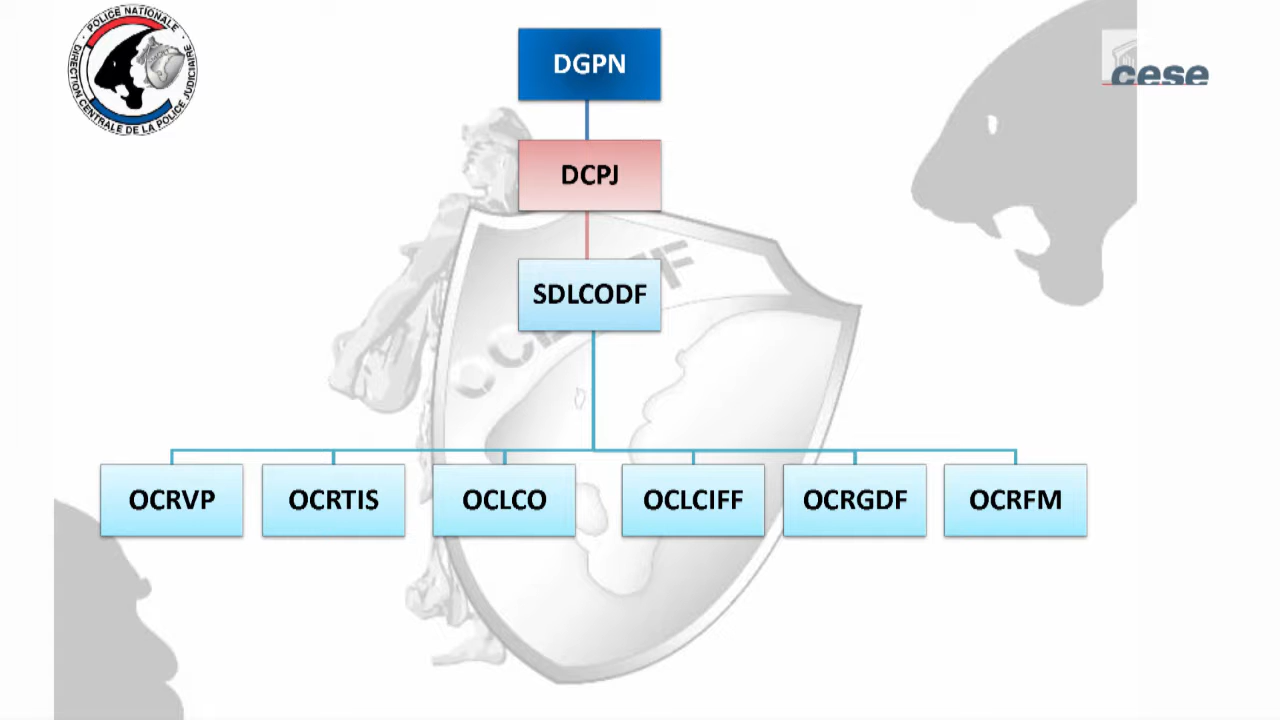 POLICE NATIONALE
DIRECTION CENTRALE DE LA POLICE JUDICIAIRE
cese
DGPN
DCPJ
SDLCODF
OCRVP
OCRTIS
OCLCO
OCLCIFF
OCRGDF
OCRFM